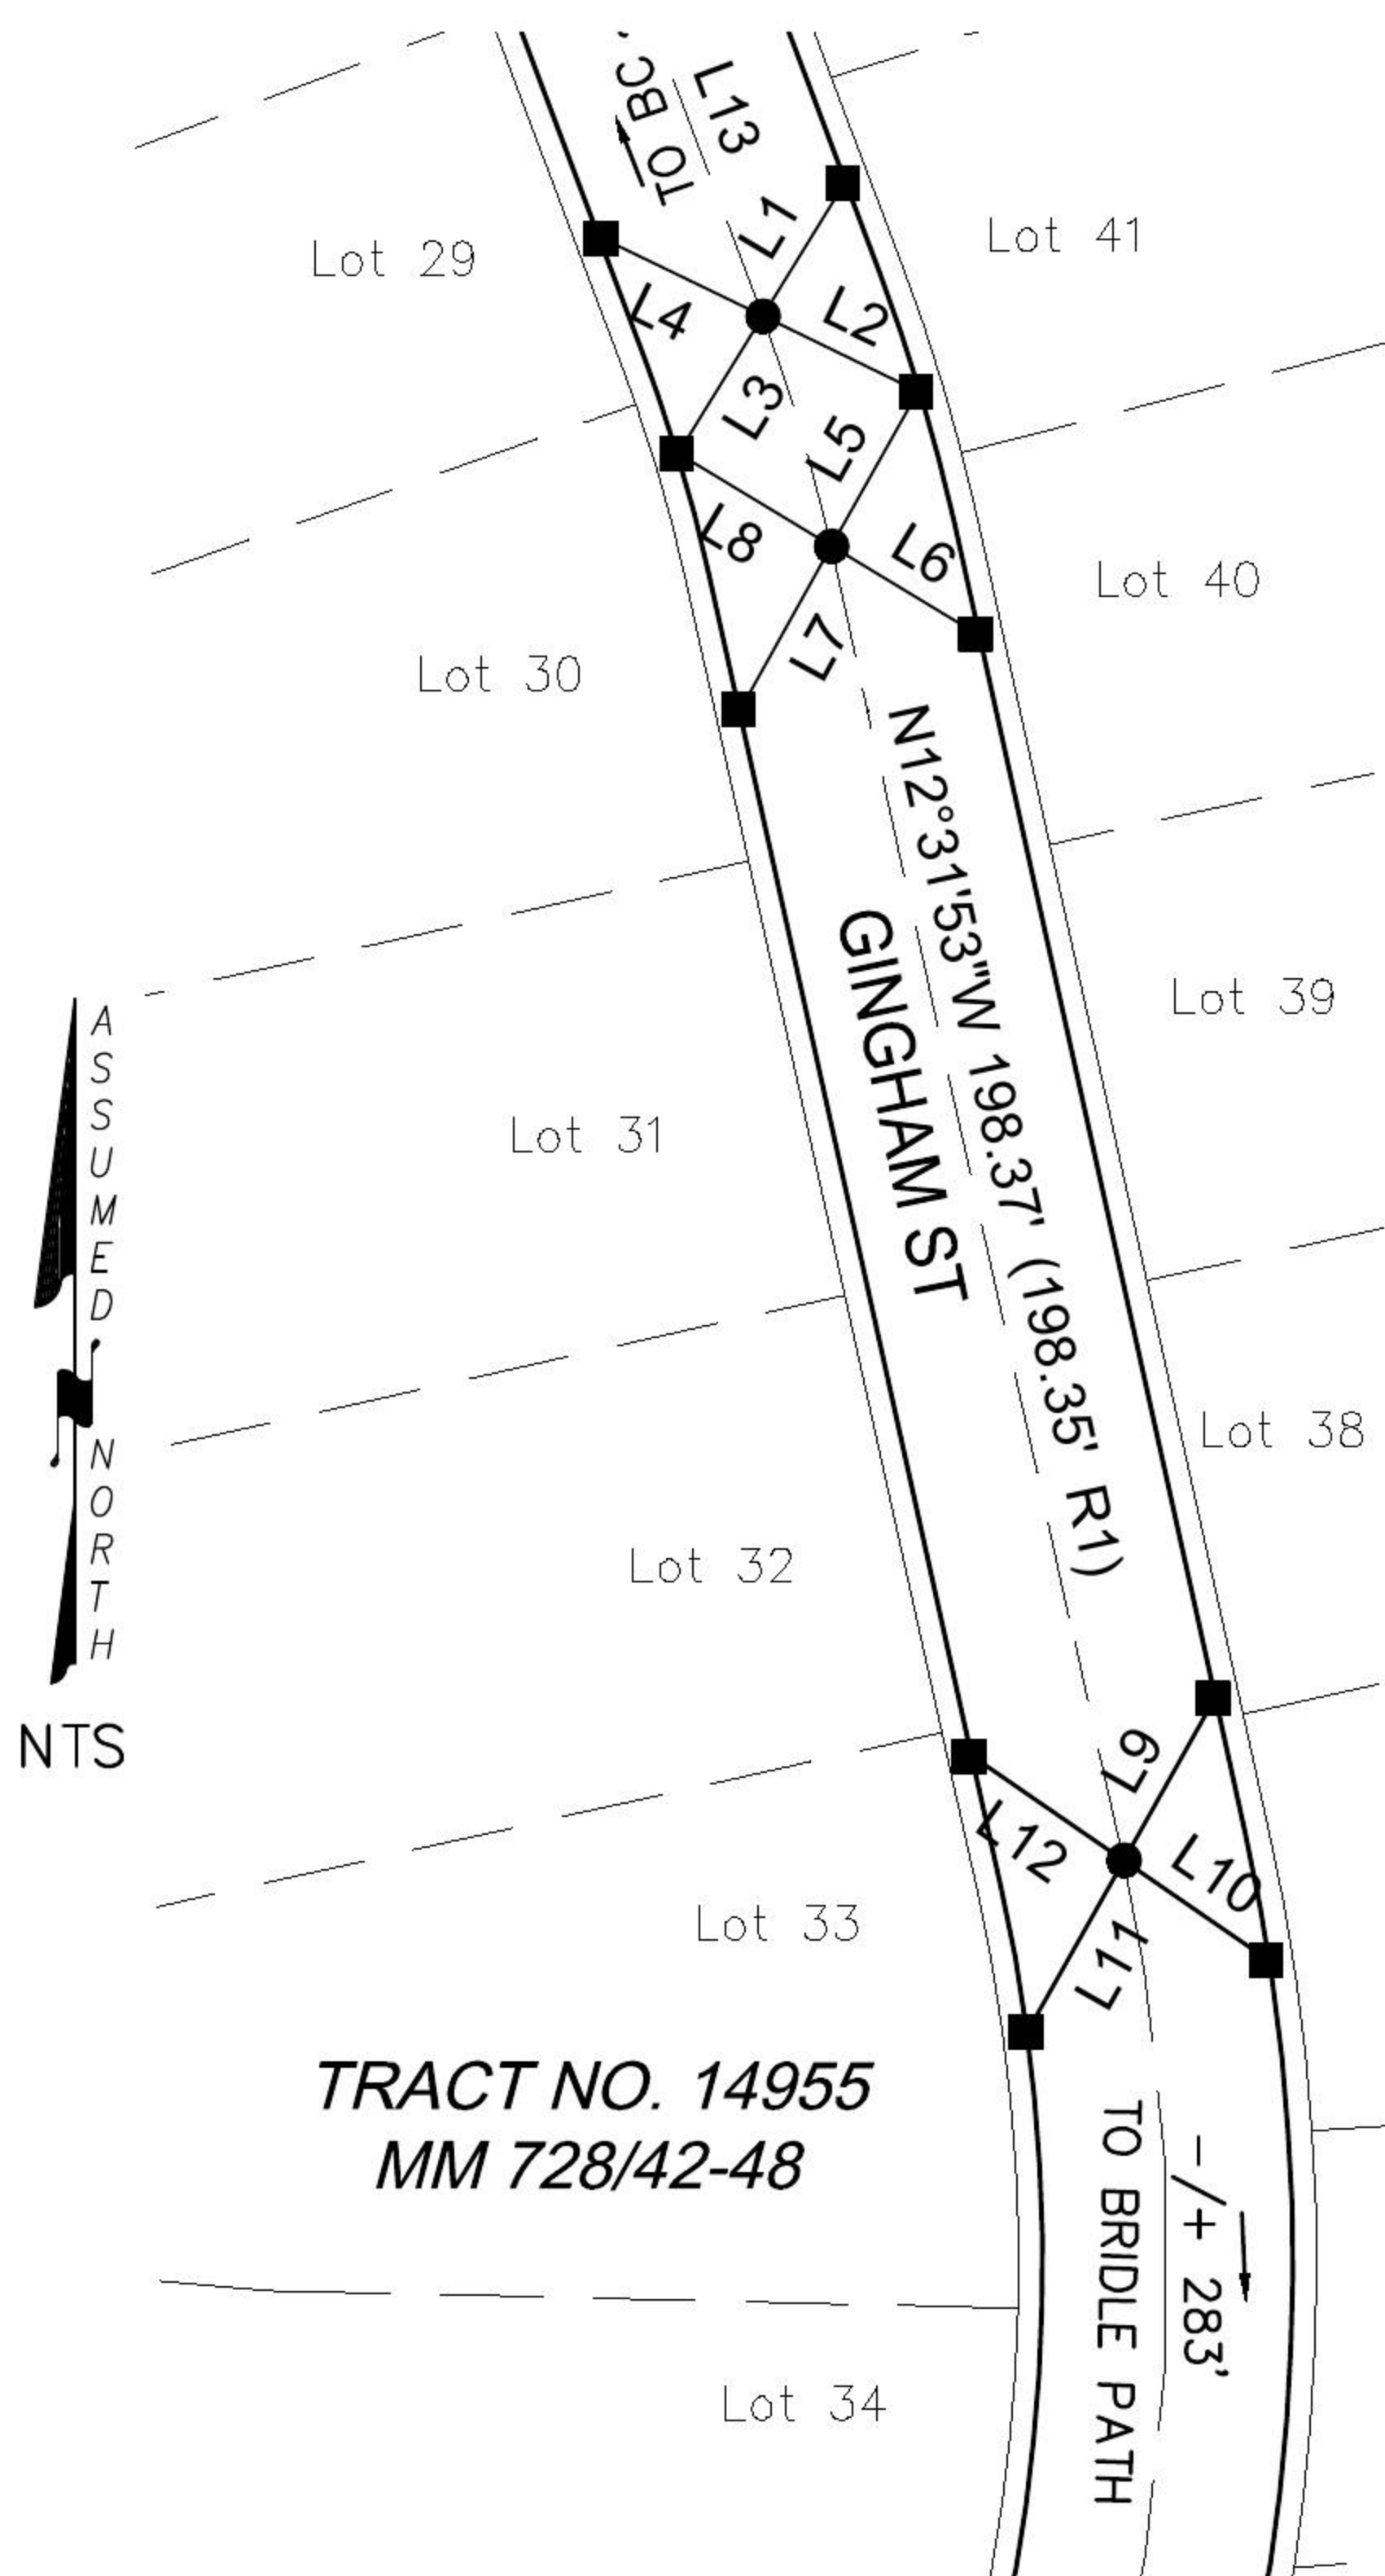 L13
TO BC,
L1
Lot 29
Lot 41
L4
L2
L3
L5
L8
L6
Lot 40
L7
Lot 30
N12°31'53"W 198.37' (198.35' R1)
GINGHAM ST
Lot 39
ASSUMED NORTH
NTS
Lot 31
Lot 38
Lot 32
L9
L12
L10
L11
Lot 33
TRACT NO. 14955
MM 728/42-48
-/+ 283'
TO BRIDLE PATH
Lot 34